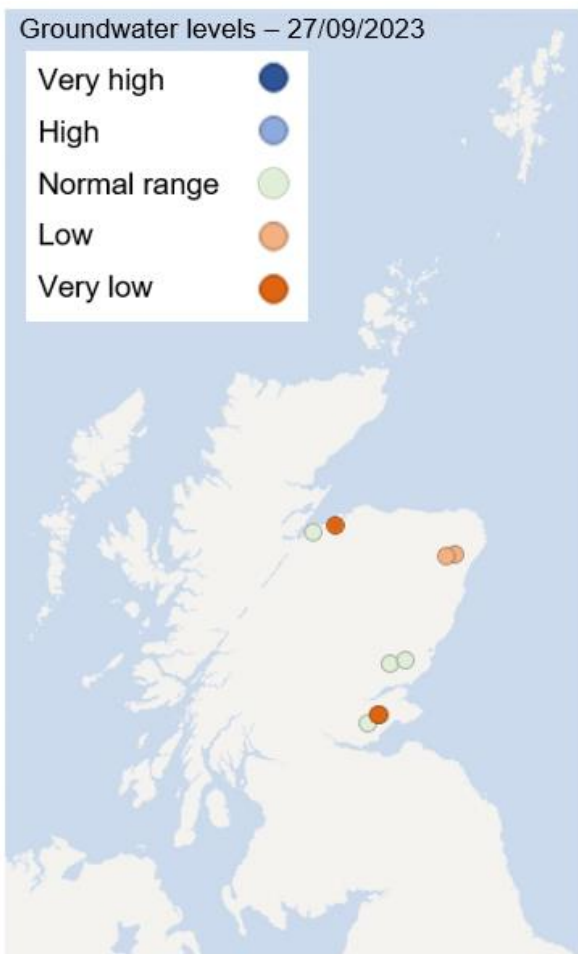 Groundwater levels – 27/09/2023
Very high
High
Normal range
Low
Very low